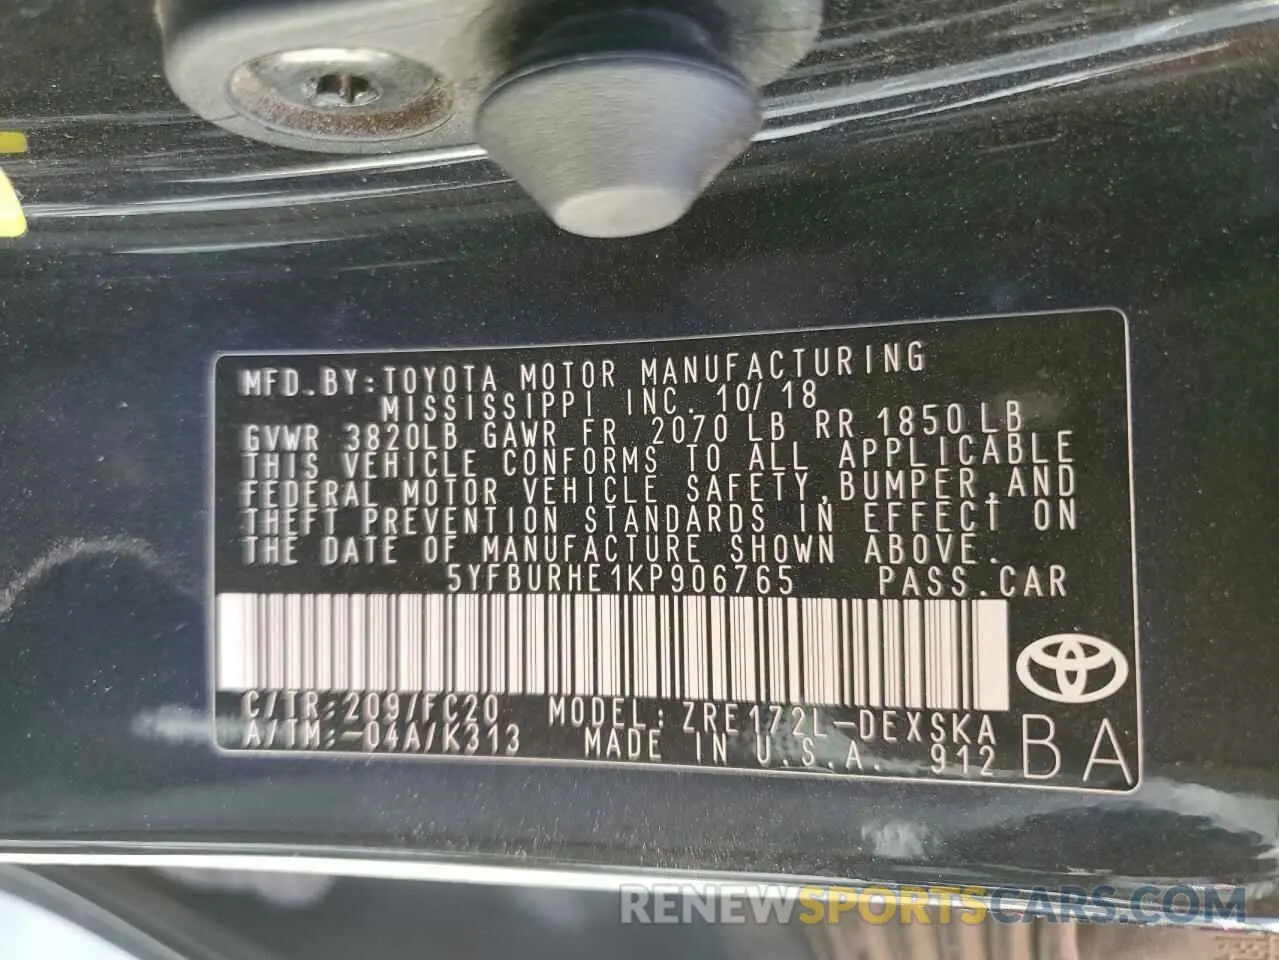 MFD.BY:TOYOTA MOTOR MANUFACTURING
MISSISSIPPI INC. 10/18
GVWR 3820LB GAWR FR 2070 LB RR 1850 LB
THIS VEHICLE CONFORMS TO ALL APPLICABLE
FEDERAL MOTOR VEHICLE SAFETY,BUMPER,AND
THEFT PREVENTION STANDARDS IN EFFECT ON
THE DATE OF MANUFACTURE SHOWN ABOVE.
5YFBURHE1KP906765 PASS.CAR
C/TR:209/FC20 MODEL:ZRE172L-DEXSKA
A/TM:-04A/K313 MADE IN U.S.A. 912
BA
RENEWSPORTSCARS.COM